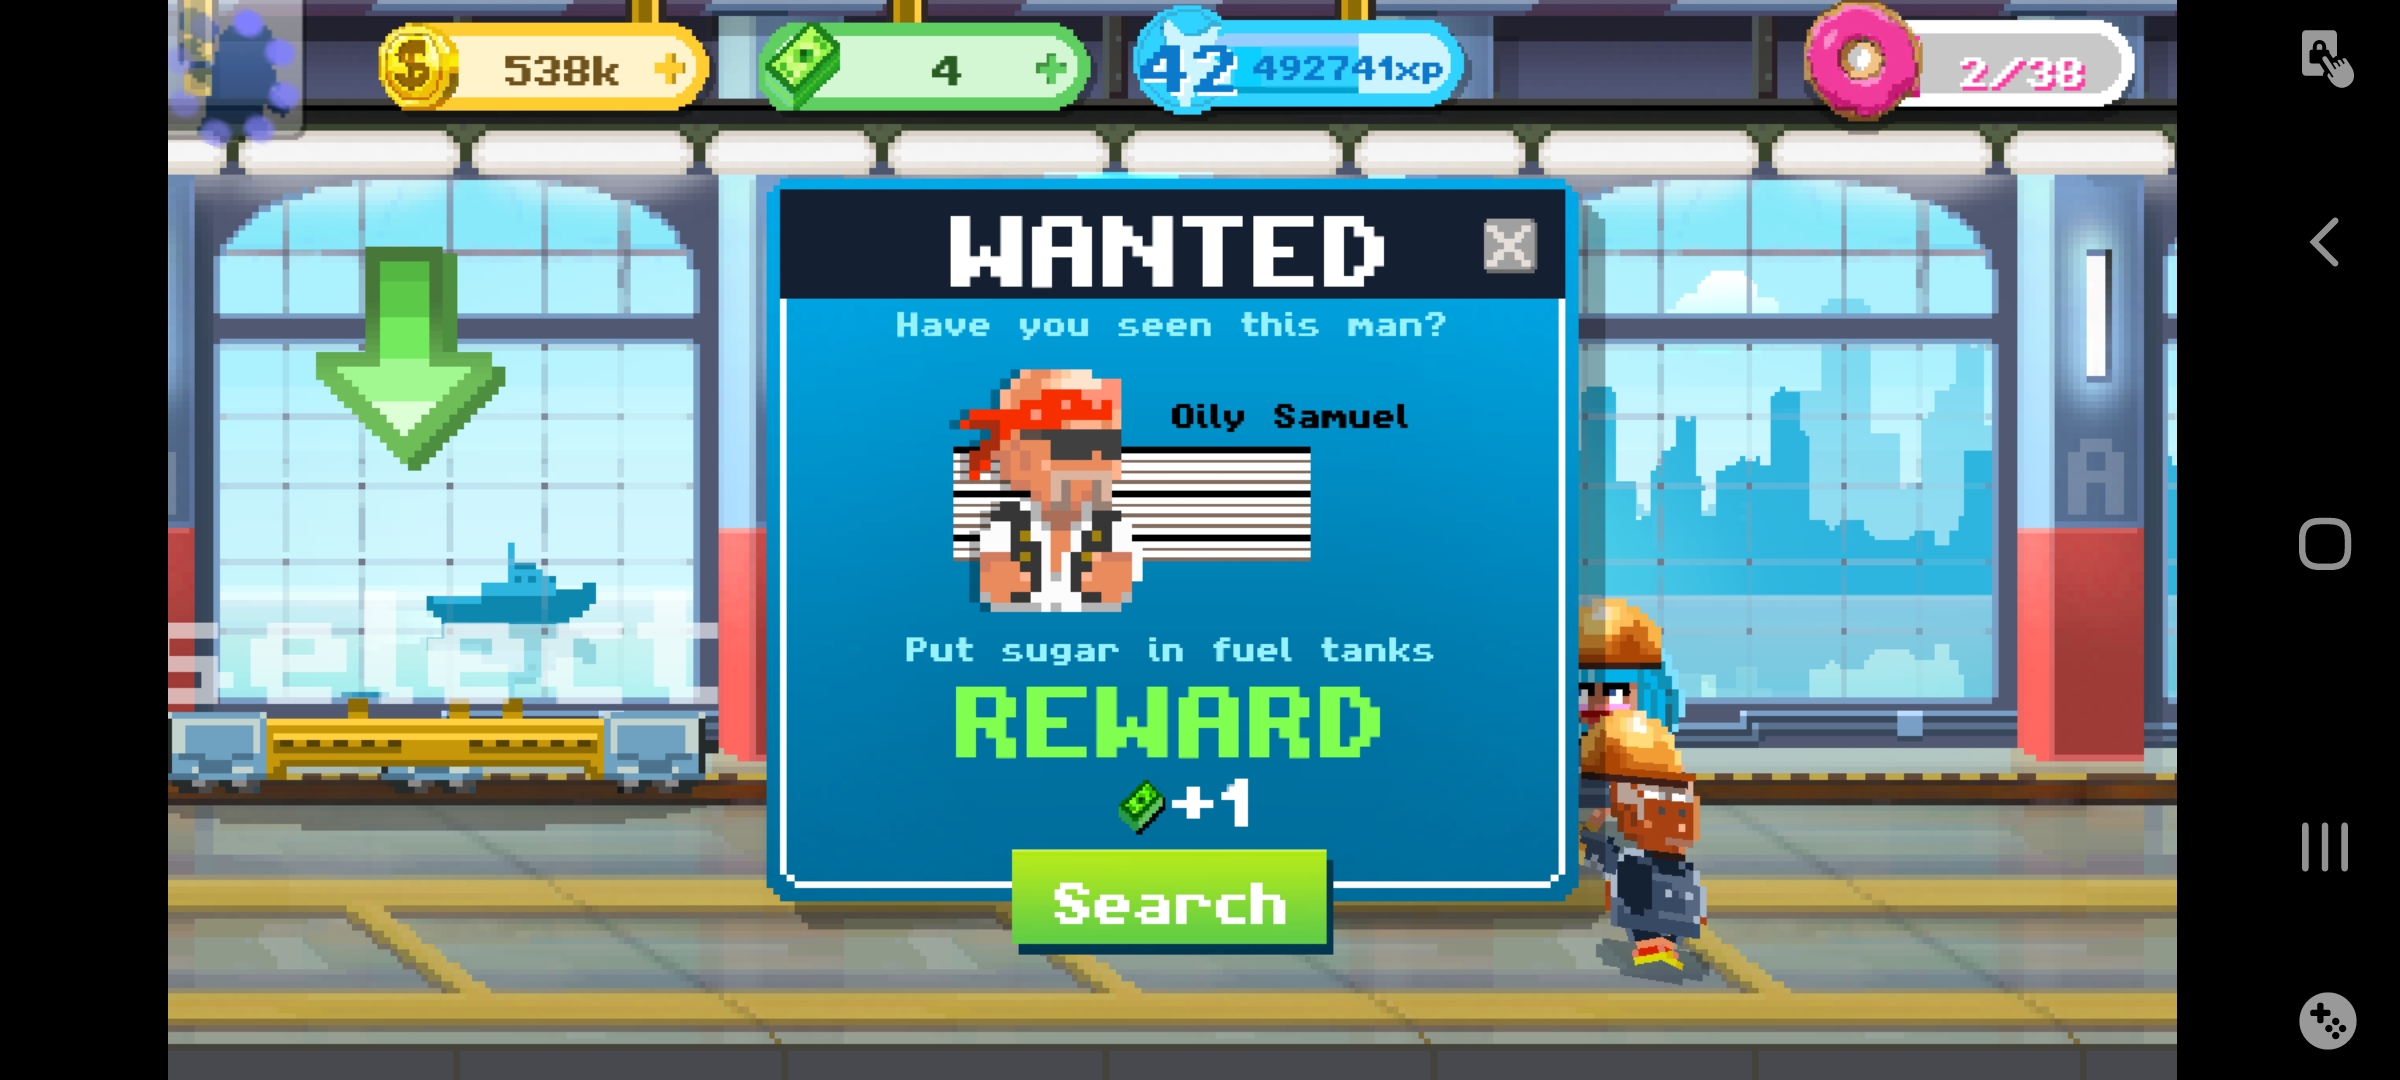 538k
4
42 492741xp
2/38
WANTED
Have you seen this man?
Oily Samuel
Put sugar in fuel tanks
REWARD
+1
Search
Select
A